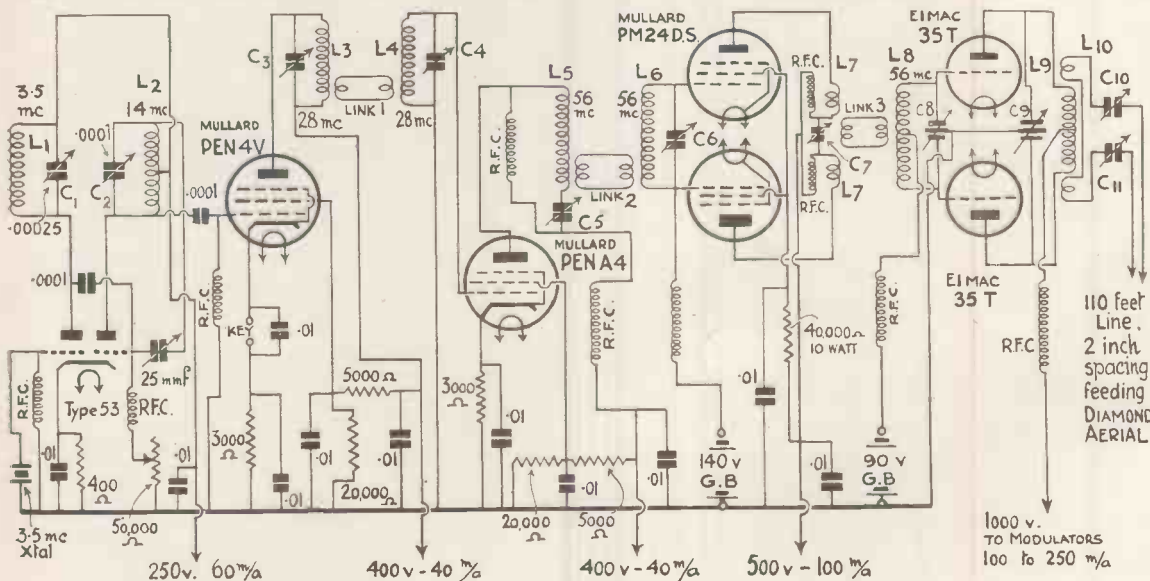 3.5
mc
L1
.00025
C1
L2
14 mc
.0001
C2
.0001
.0001
R.F.C.
3.5 mc
Xtal
.01
Type 53
400
Ω
R.F.C.
50,000
Ω
.01
25 mmf
250v. 60 m/a
MULLARD
PEN 4V
R.F.C.
KEY
.01
3000
Ω
.01
.01
5000 Ω
20,000
Ω
.01
400 v - 40 m/a
C3
L3
28 mc
LINK 1
L4
28 mc
C4
R.F.C.
L5
56
mc
C5
LINK 2
MULLARD
PEN A4
3000
Ω
.01
R.F.C.
20,000
Ω
.01
5000
Ω
.01
400 v - 40 m/a
MULLARD
PM24D.S.
L6
56
mc
C6
140 v
G.B
R.F.C.
L7
C7
L7
R.F.C.
LINK 3
40,000Ω
10 WATT
.01
.01
500 v - 100 m/a
EIMAC
35T
L8
56 mc
C8
C9
L9
EIMAC
35 T
R.F.C.
90 v
G.B
L10
C10
C11
R.F.C
1000 v.
TO MODULATORS
100 to 250 m/a
110 feet
Line.
2 inch
spacing
feeding
DIAMOND
AERIAL